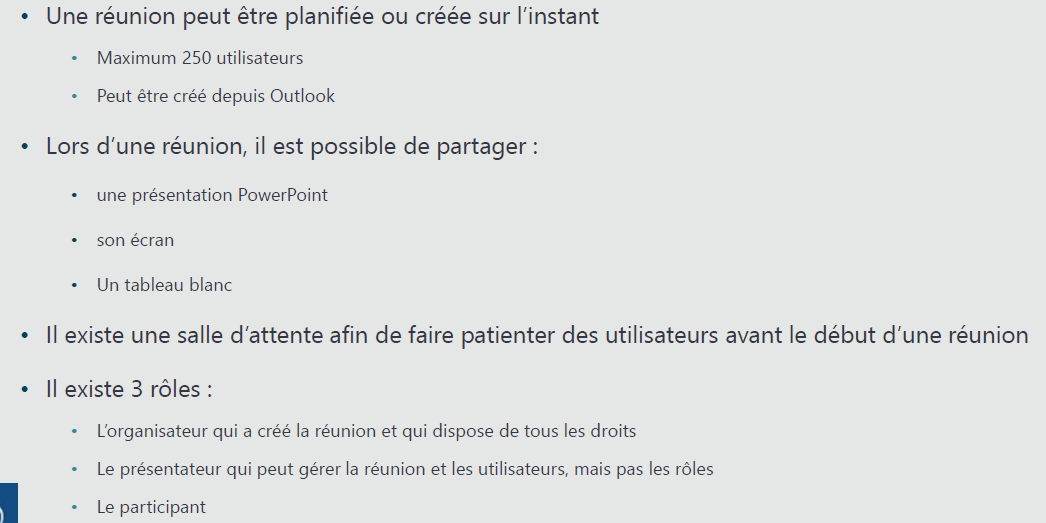 • Une réunion peut être planifiée ou créée sur l’instant
• Maximum 250 utilisateurs
• Peut être créé depuis Outlook
• Lors d’une réunion, il est possible de partager :
• une présentation PowerPoint
• son écran
• Un tableau blanc
• Il existe une salle d’attente afin de faire patienter des utilisateurs avant le début d’une réunion
• Il existe 3 rôles :
• L’organisateur qui a créé la réunion et qui dispose de tous les droits
• Le présentateur qui peut gérer la réunion et les utilisateurs, mais pas les rôles
• Le participant